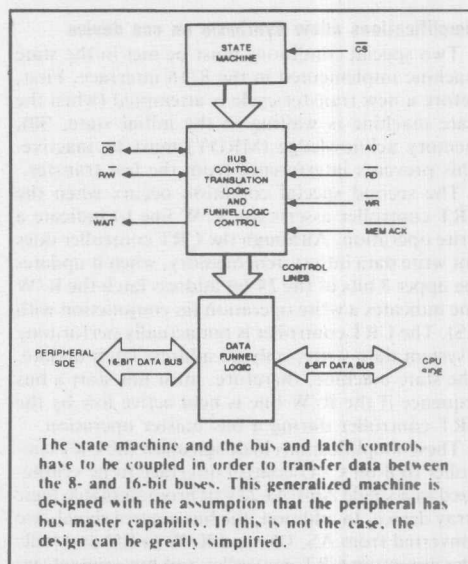 STATE
MACHINE
CS
DS
R/W
WAIT
BUS
CONTROL
TRANSLATION
LOGIC
AND
FUNNEL LOGIC
CONTROL
A0
RD
WR
MEM ACK
CONTROL
LINES
PERIPHERAL
SIDE
16-BIT DATA BUS
DATA
FUNNEL
LOGIC
8-BIT DATA BUS
CPU
SIDE
The state machine and the bus and latch controls
have to be coupled in order to transfer data between
the 8- and 16-bit buses. This generalized machine is
designed under the assumption that the peripheral has
bus master capability. If this is not the case, the
design can be greatly simplified.